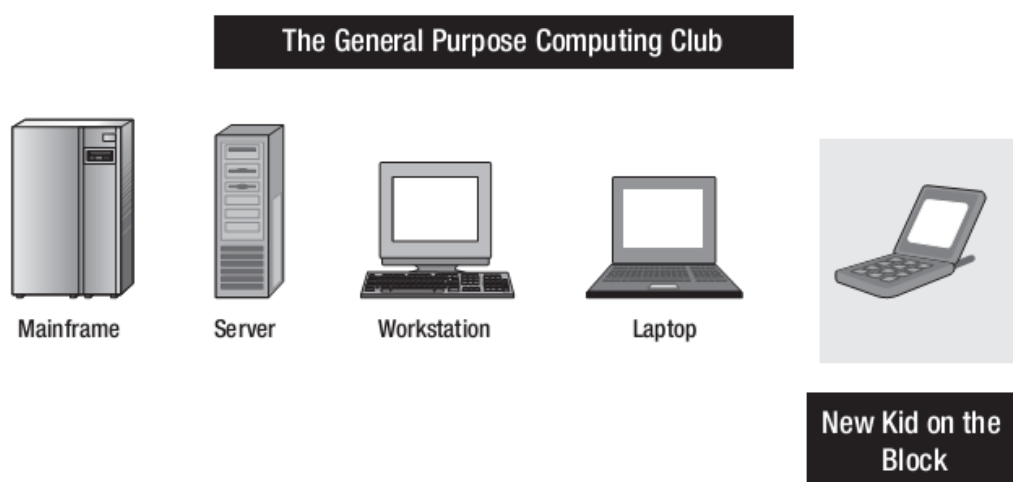 The General Purpose Computing Club
Mainframe
Server
Workstation
Laptop
New Kid on the
Block